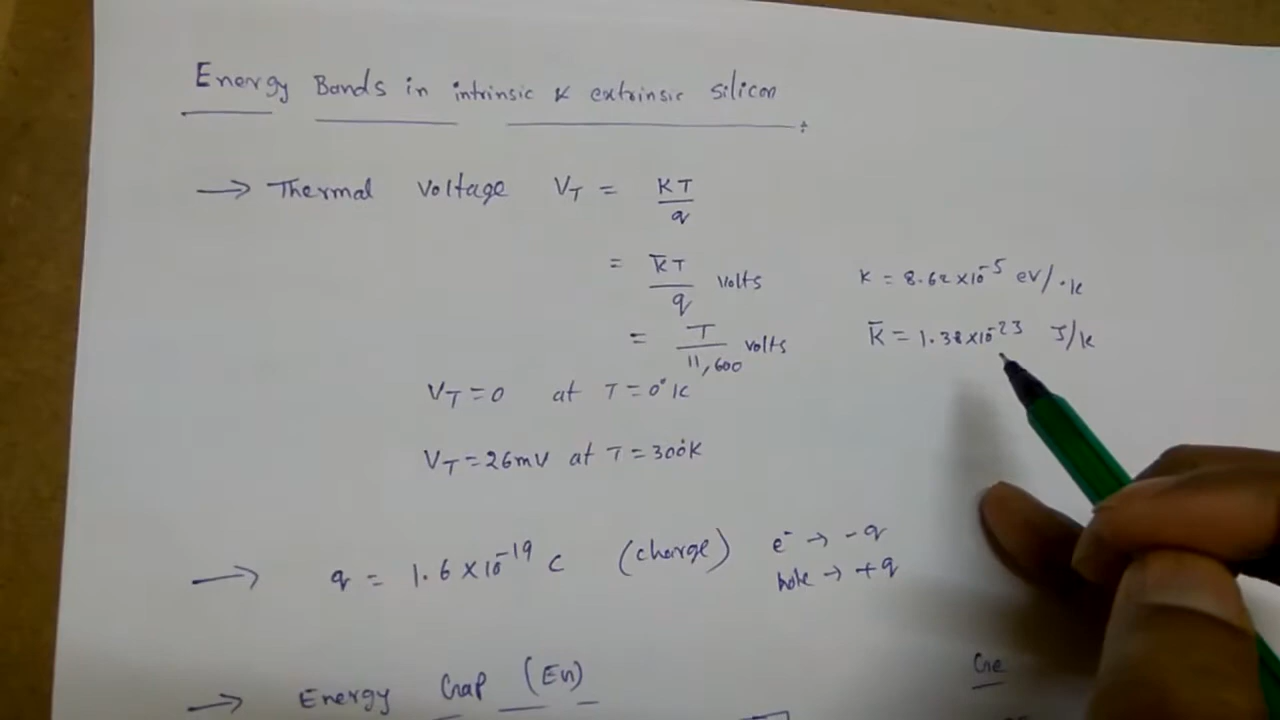 Energy Bands in intrinsic & extrinsic silicon :
→ Thermal Voltage V_T = KT/q
= K̄T/q volts
K = 8.62×10⁻⁵ eV/°k
= T/11,600 volts
K̄ = 1.38×10⁻²³ J/k
V_T = 0 at T = 0°K
V_T = 26mV at T = 300°K
→ q = 1.6×10⁻¹⁹ C (charge) e⁻ → -q
hole → +q
→ Energy Gap (EG)
Ge